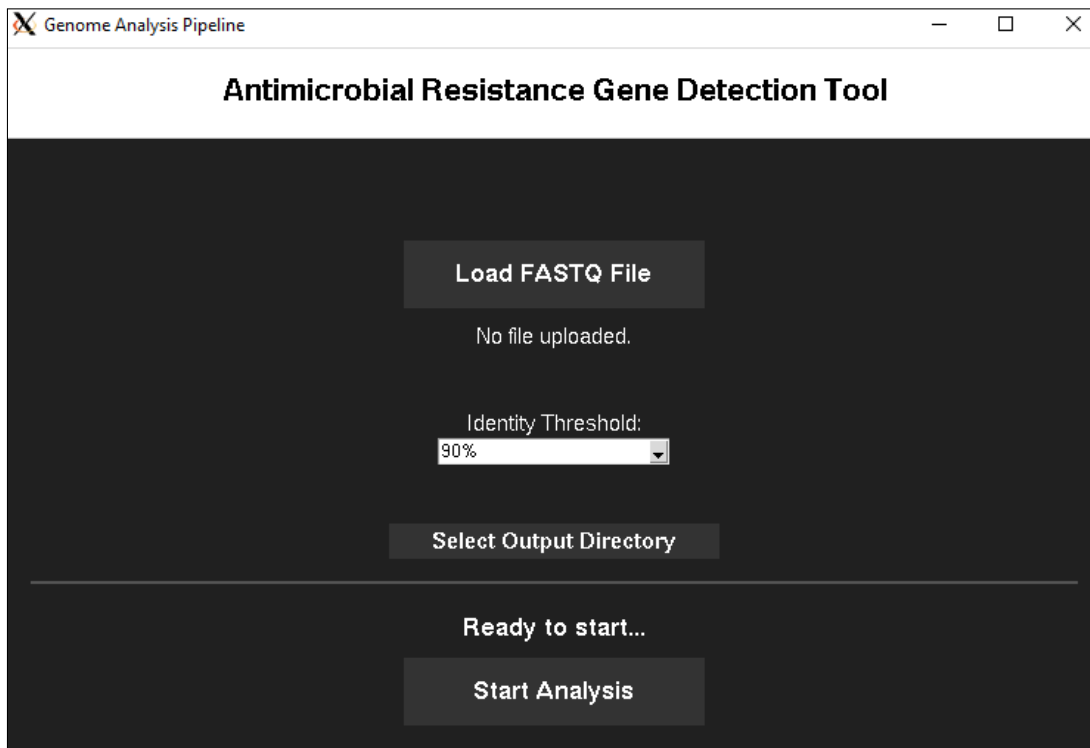 Genome Analysis Pipeline
Antimicrobial Resistance Gene Detection Tool
Load FASTQ File
No file uploaded.
Identity Threshold:
90%
Select Output Directory
Ready to start...
Start Analysis